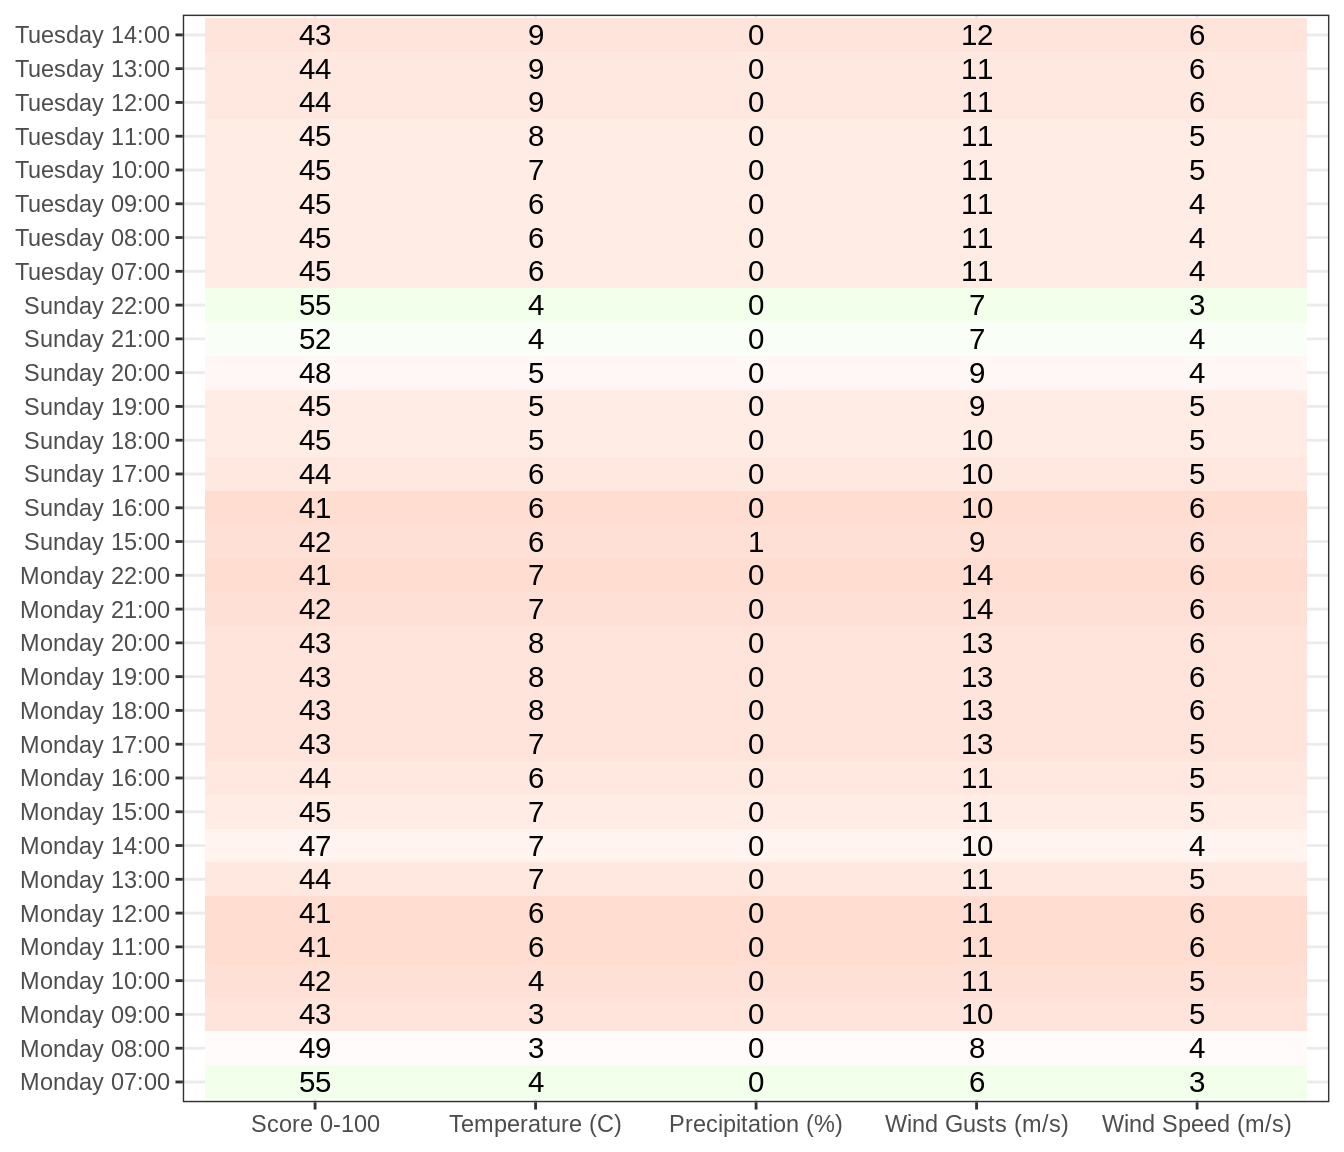 Tuesday 14:00 43 9 0 12 6
Tuesday 13:00 44 9 0 11 6
Tuesday 12:00 44 9 0 11 6
Tuesday 11:00 45 8 0 11 5
Tuesday 10:00 45 7 0 11 5
Tuesday 09:00 45 6 0 11 4
Tuesday 08:00 45 6 0 11 4
Tuesday 07:00 45 6 0 11 4
Sunday 22:00 55 4 0 7 3
Sunday 21:00 52 4 0 7 4
Sunday 20:00 48 5 0 9 4
Sunday 19:00 45 5 0 9 5
Sunday 18:00 45 5 0 10 5
Sunday 17:00 44 6 0 10 5
Sunday 16:00 41 6 0 10 6
Sunday 15:00 42 6 1 9 6
Monday 22:00 41 7 0 14 6
Monday 21:00 42 7 0 14 6
Monday 20:00 43 8 0 13 6
Monday 19:00 43 8 0 13 6
Monday 18:00 43 8 0 13 6
Monday 17:00 43 7 0 13 5
Monday 16:00 44 6 0 11 5
Monday 15:00 45 7 0 11 5
Monday 14:00 47 7 0 10 4
Monday 13:00 44 7 0 11 5
Monday 12:00 41 6 0 11 6
Monday 11:00 41 6 0 11 6
Monday 10:00 42 4 0 11 5
Monday 09:00 43 3 0 10 5
Monday 08:00 49 3 0 8 4
Monday 07:00 55 4 0 6 3
Score 0-100 Temperature (C) Precipitation (%) Wind Gusts (m/s) Wind Speed (m/s)